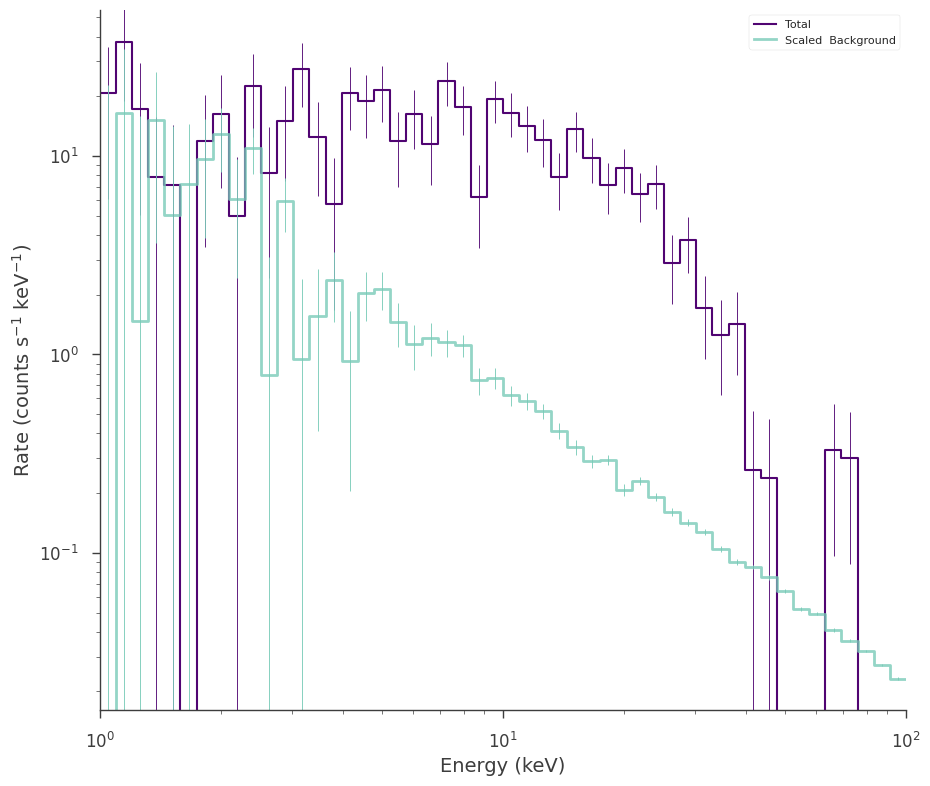 Total
Scaled  Background
Rate (counts s⁻¹ keV⁻¹)
10¹
10⁰
10⁻¹
10⁰
10¹
10²
Energy (keV)